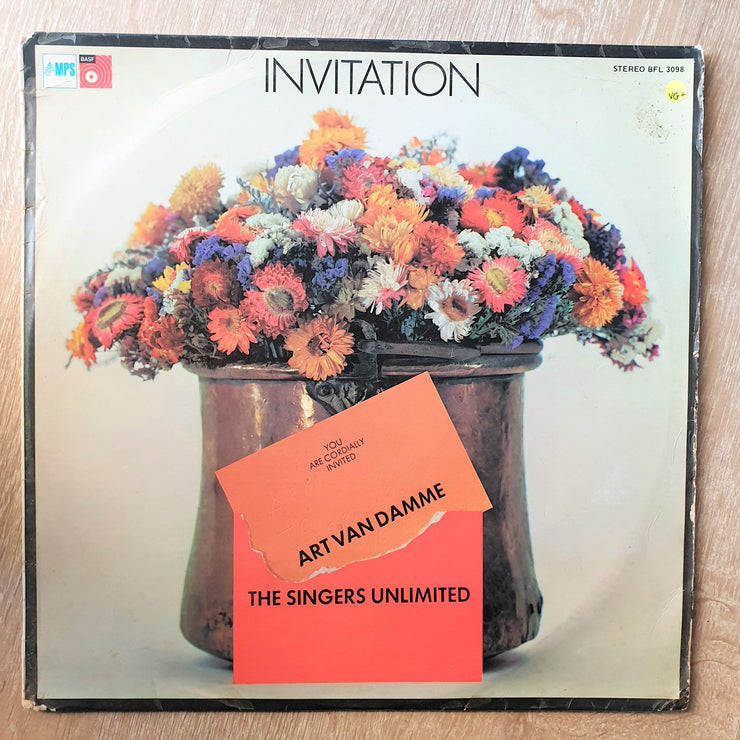 MPS
BASF
INVITATION
STEREO BFL 3098
VG+
YOU
ARE CORDIALLY
INVITED
ART VAN DAMME
THE SINGERS UNLIMITED